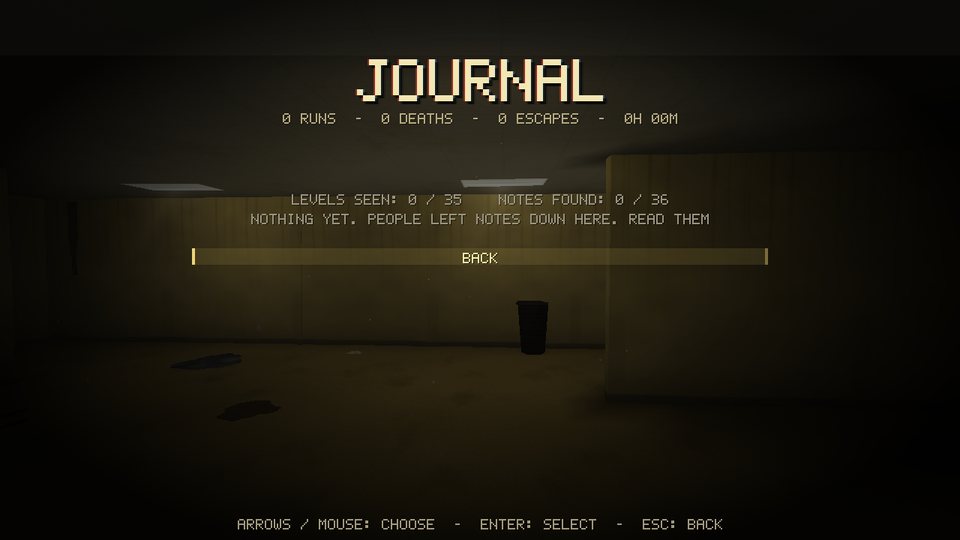 JOURNAL
0 RUNS - 0 DEATHS - 0 ESCAPES - 0H 00M
LEVELS SEEN: 0 / 35 NOTES FOUND: 0 / 36
NOTHING YET. PEOPLE LEFT NOTES DOWN HERE. READ THEM
BACK
ARROWS / MOUSE: CHOOSE - ENTER: SELECT - ESC: BACK